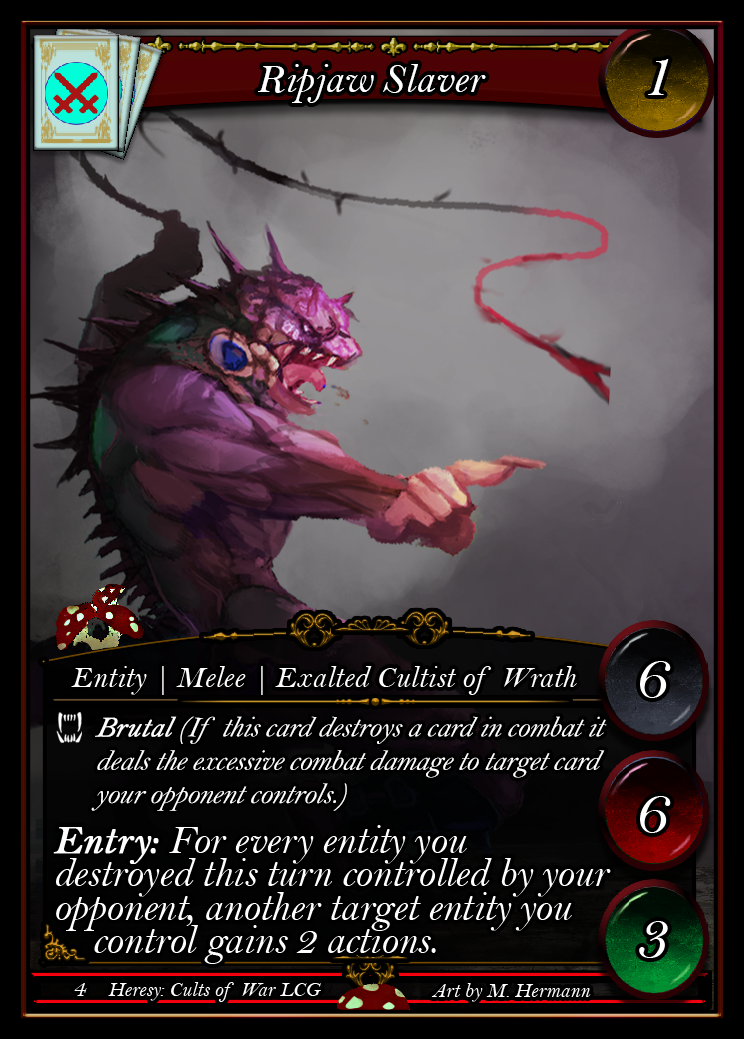 Ripjaw Slaver
1
Entity | Melee | Exalted Cultist of Wrath
6
Brutal (If this card destroys a card in combat it
deals the excessive combat damage to target card
your opponent controls.)
6
Entry: For every entity you
destroyed this turn controlled by your
opponent, another target entity you
control gains 2 actions.
3
4 Heresy: Cults of War LCG Art by M. Hermann